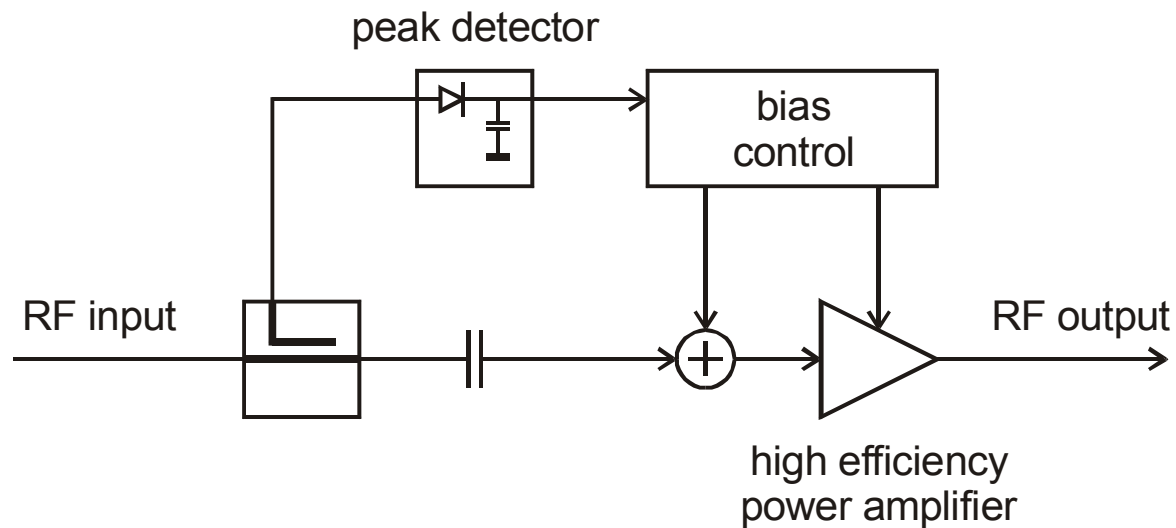 peak detector
bias
control
RF input
RF output
high efficiency
power amplifier